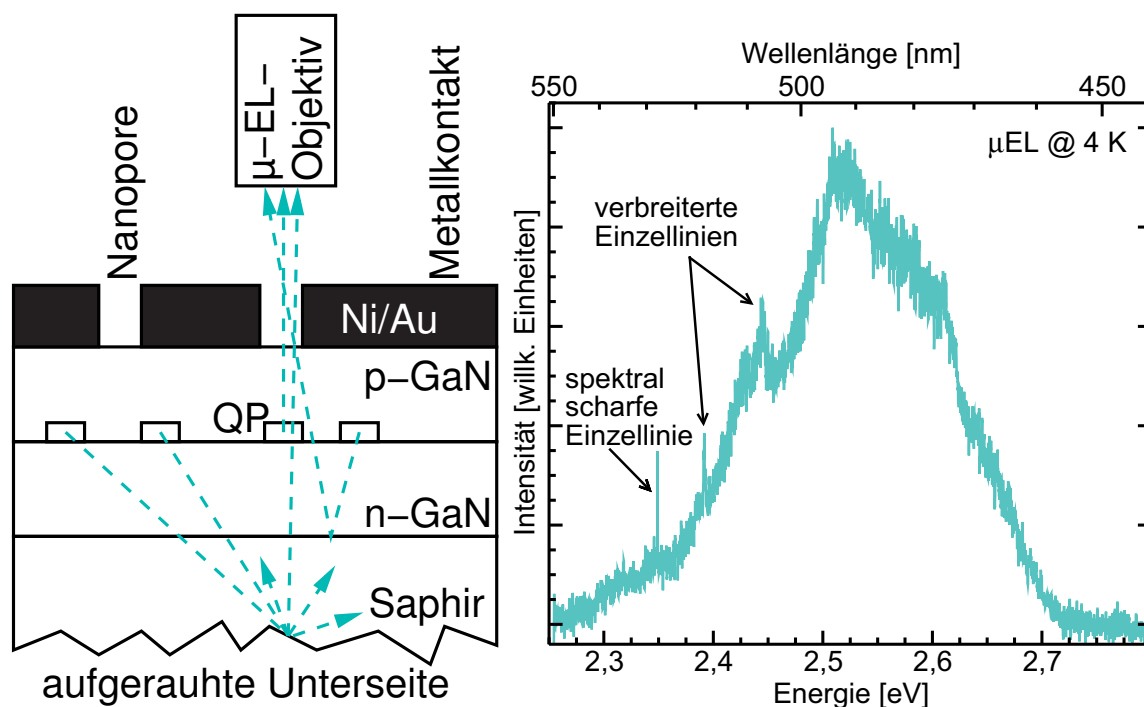 Nanopore
μ−EL−
Objektiv
Metallkontakt
Ni/Au
p−GaN
QP
n−GaN
Saphir
aufgerauhte Unterseite
Wellenlänge [nm]
550
500
450
μEL @ 4 K
verbreiterte
Einzellinien
spektral
scharfe
Einzellinie
Intensität [willk. Einheiten]
2,3
2,4
2,5
2,6
2,7
Energie [eV]